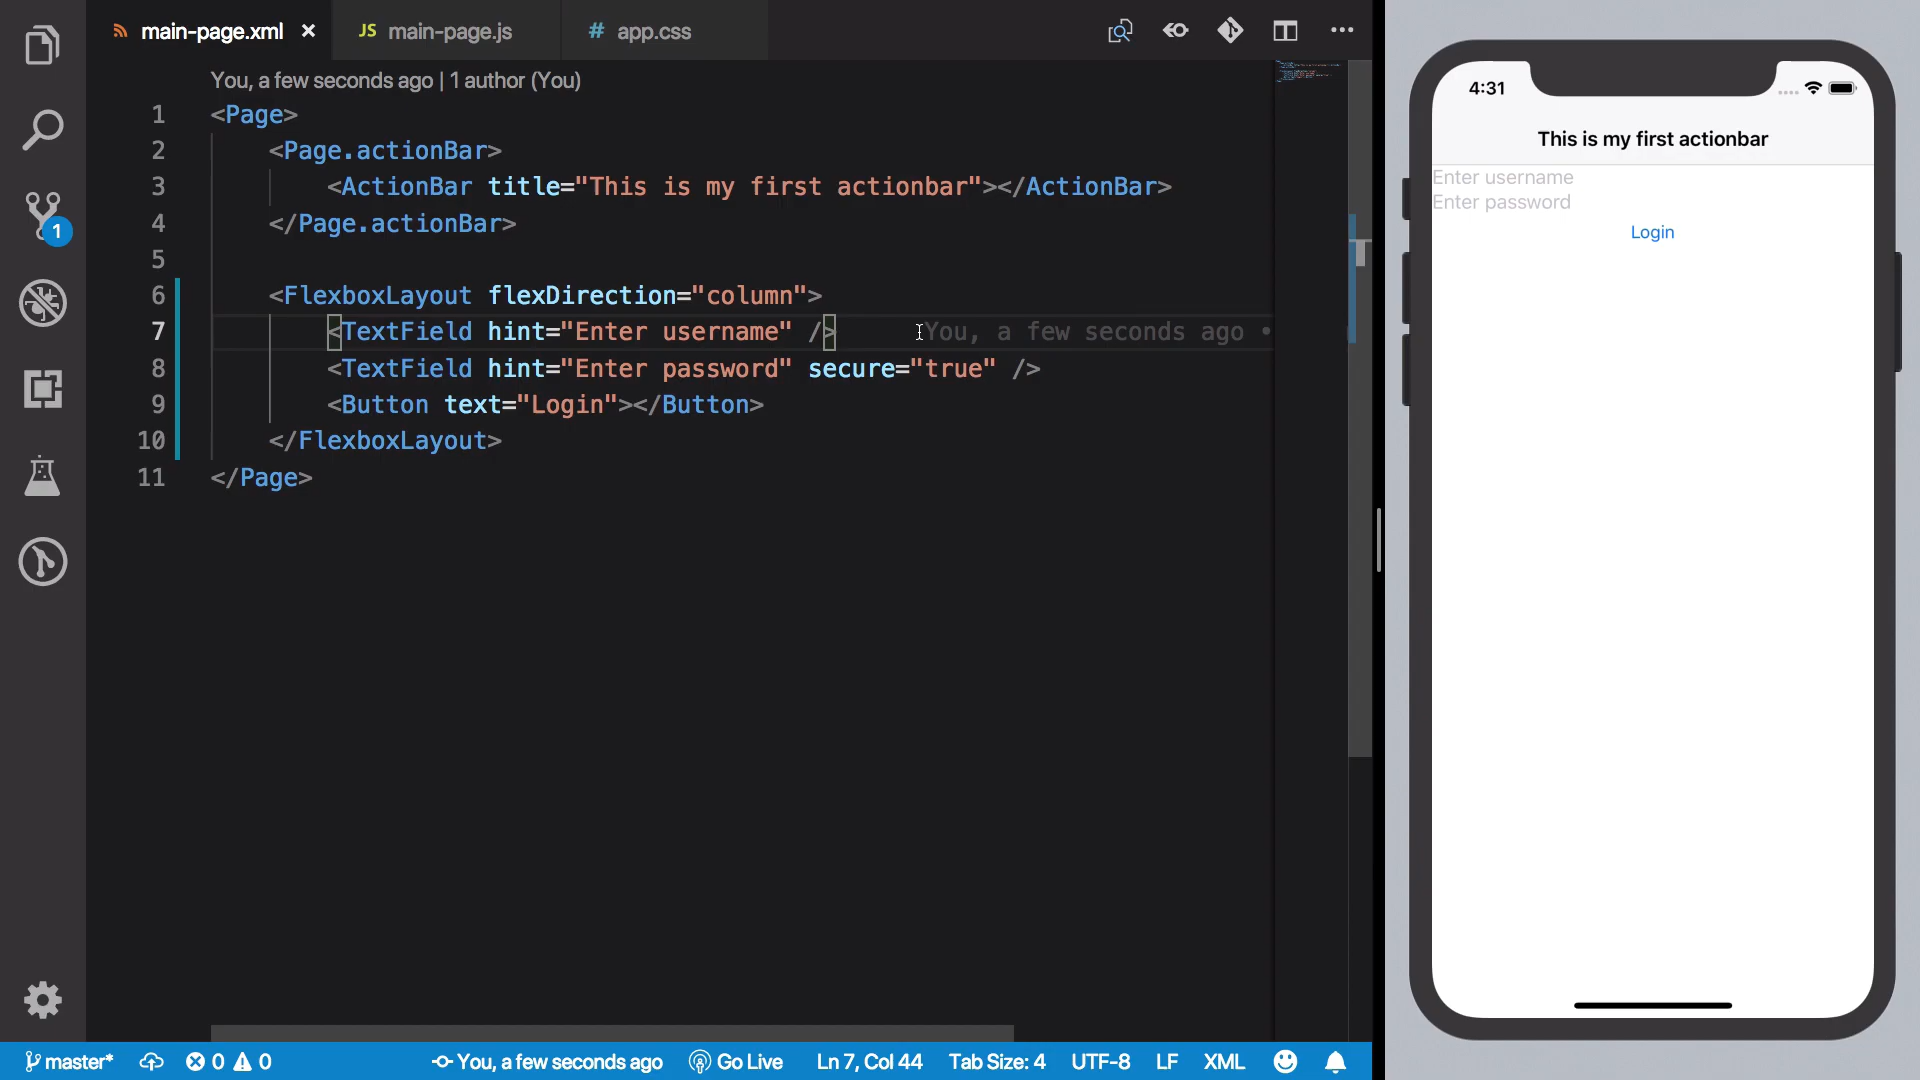 main-page.xml
JS main-page.js
# app.css
You, a few seconds ago | 1 author (You)
1 <Page>
2 <Page.actionBar>
3 <ActionBar title="This is my first actionbar"></ActionBar>
4 </Page.actionBar>
5
6 <FlexboxLayout flexDirection="column">
7 <TextField hint="Enter username" /> You, a few seconds ago •
8 <TextField hint="Enter password" secure="true" />
9 <Button text="Login"></Button>
10 </FlexboxLayout>
11 </Page>
1
master* 0 0 You, a few seconds ago Go Live Ln 7, Col 44 Tab Size: 4 UTF-8 LF XML
4:31
This is my first actionbar
Enter username
Enter password
Login